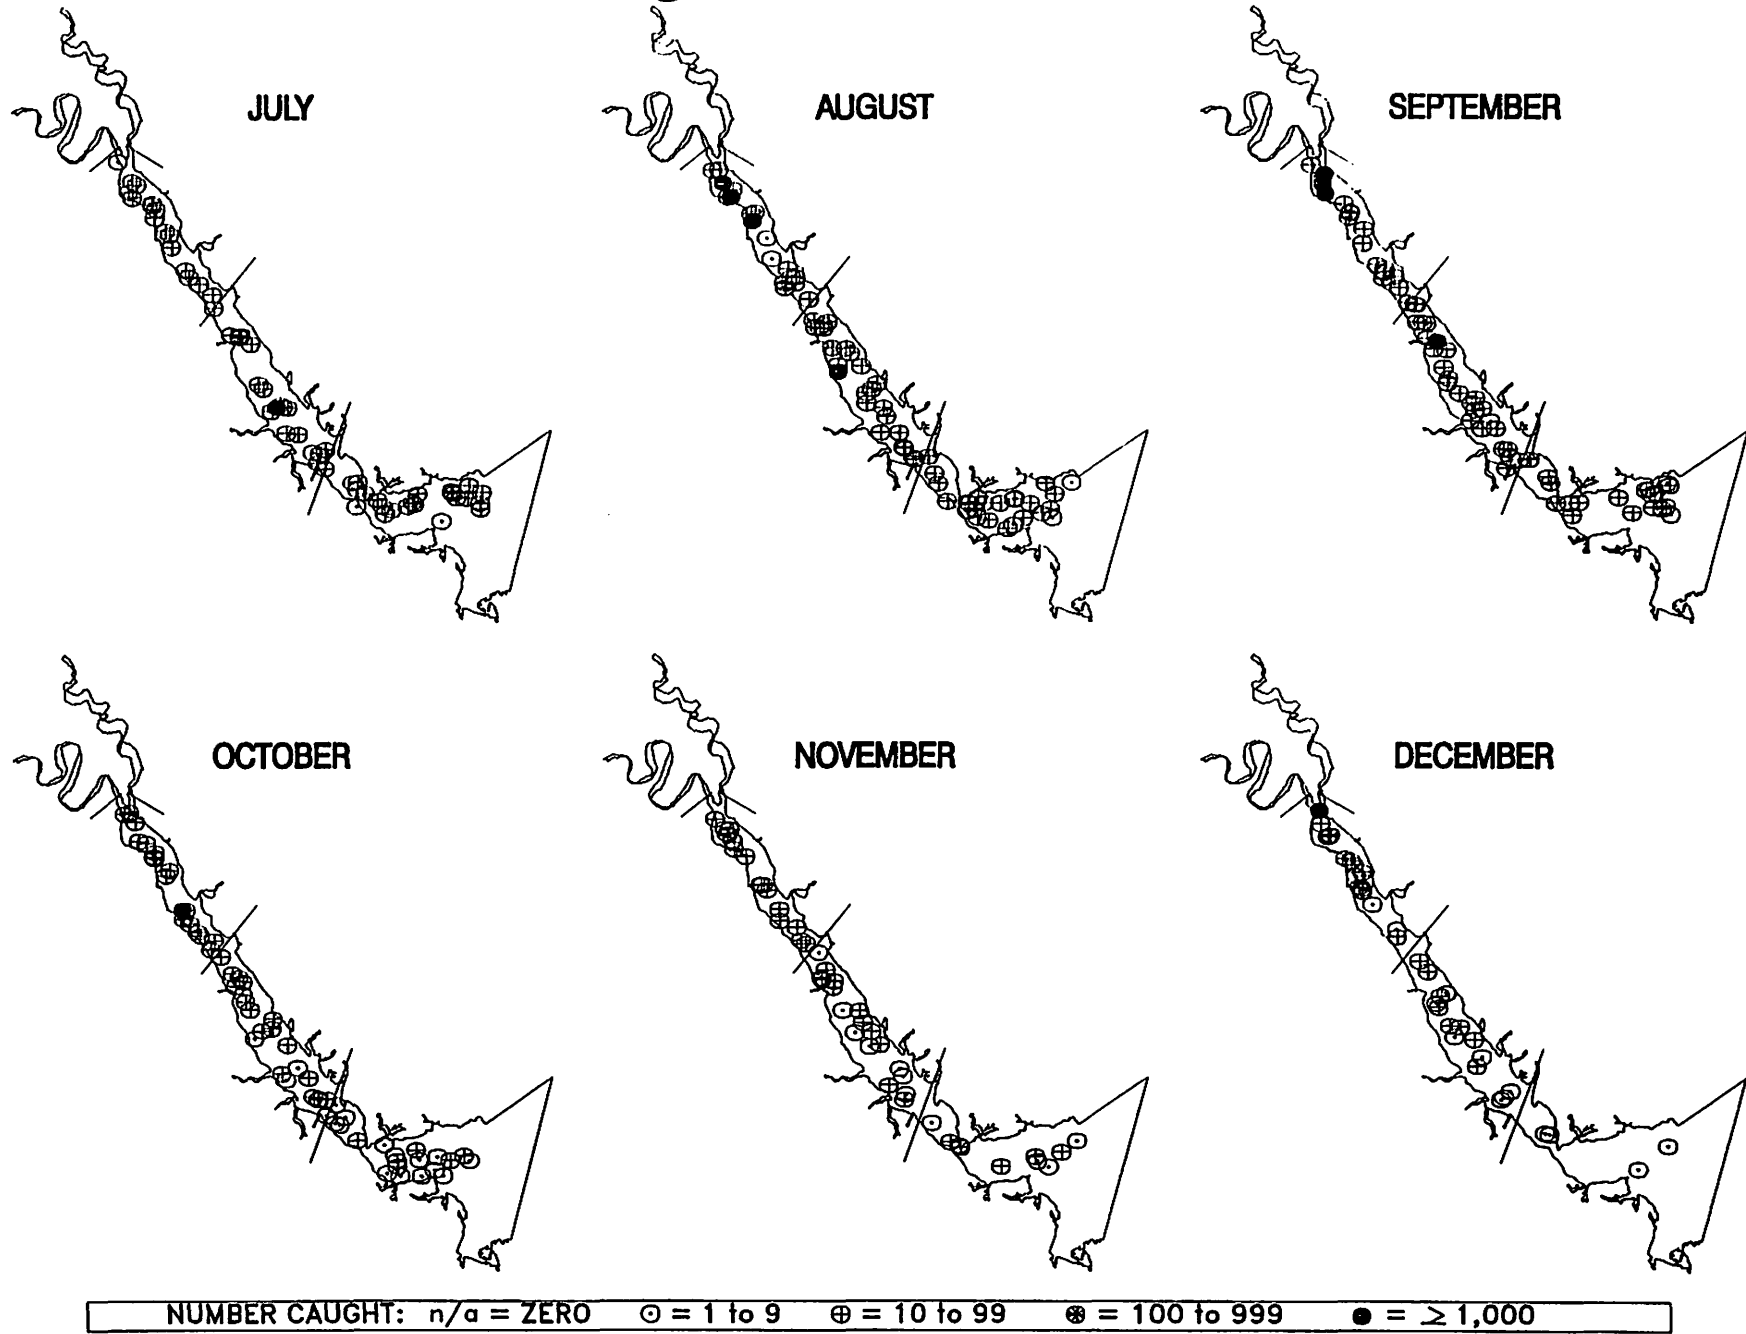 JULY
AUGUST
SEPTEMBER
OCTOBER
NOVEMBER
DECEMBER
NUMBER CAUGHT: n/a = ZERO ⊙ = 1 to 9 ⊕ = 10 to 99 ⊛ = 100 to 999 ● = ≥ 1,000